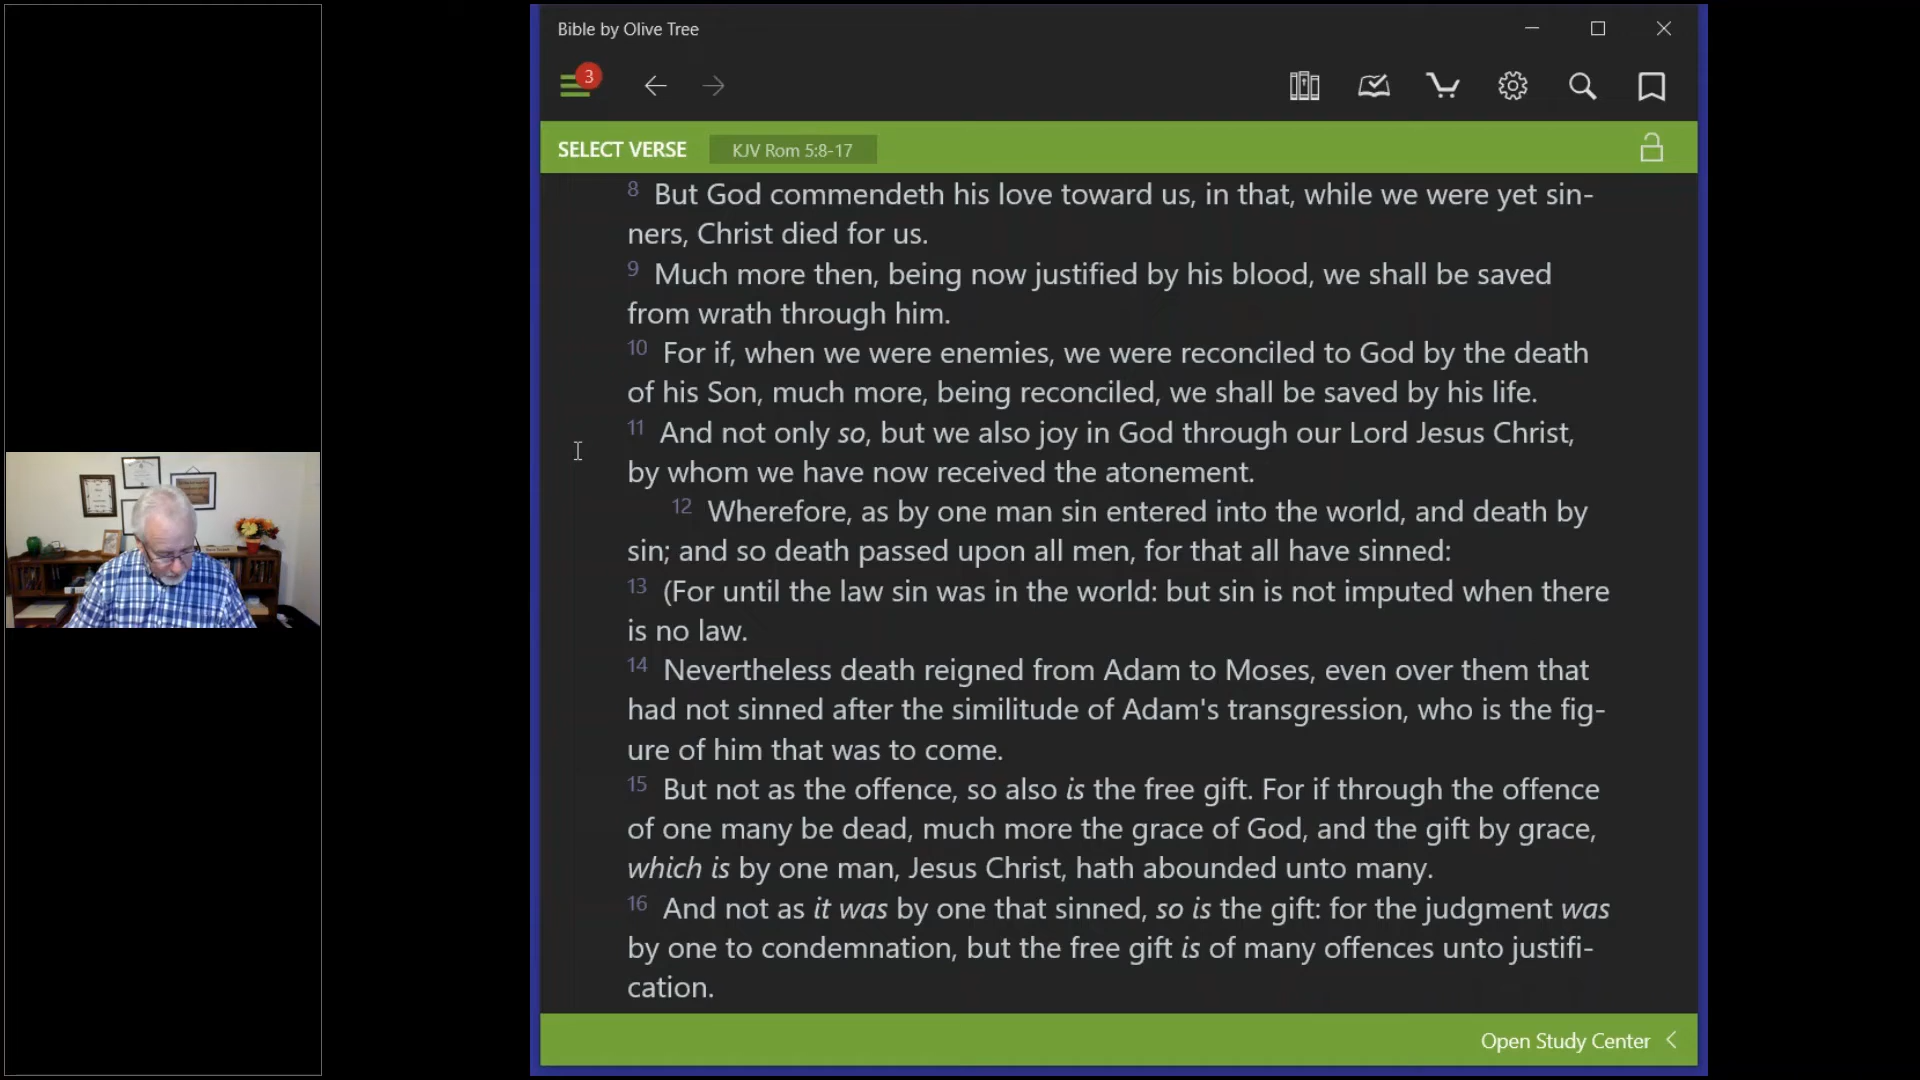 Bible by Olive Tree
3
SELECT VERSE KJV Rom 5:8-17
8 But God commendeth his love toward us, in that, while we were yet sin-
ners, Christ died for us.
9 Much more then, being now justified by his blood, we shall be saved
from wrath through him.
10 For if, when we were enemies, we were reconciled to God by the death
of his Son, much more, being reconciled, we shall be saved by his life.
11 And not only so, but we also joy in God through our Lord Jesus Christ,
by whom we have now received the atonement.
12 Wherefore, as by one man sin entered into the world, and death by
sin; and so death passed upon all men, for that all have sinned:
13 (For until the law sin was in the world: but sin is not imputed when there
is no law.
14 Nevertheless death reigned from Adam to Moses, even over them that
had not sinned after the similitude of Adam's transgression, who is the fig-
ure of him that was to come.
15 But not as the offence, so also is the free gift. For if through the offence
of one many be dead, much more the grace of God, and the gift by grace,
which is by one man, Jesus Christ, hath abounded unto many.
16 And not as it was by one that sinned, so is the gift: for the judgment was
by one to condemnation, but the free gift is of many offences unto justifi-
cation.
Open Study Center